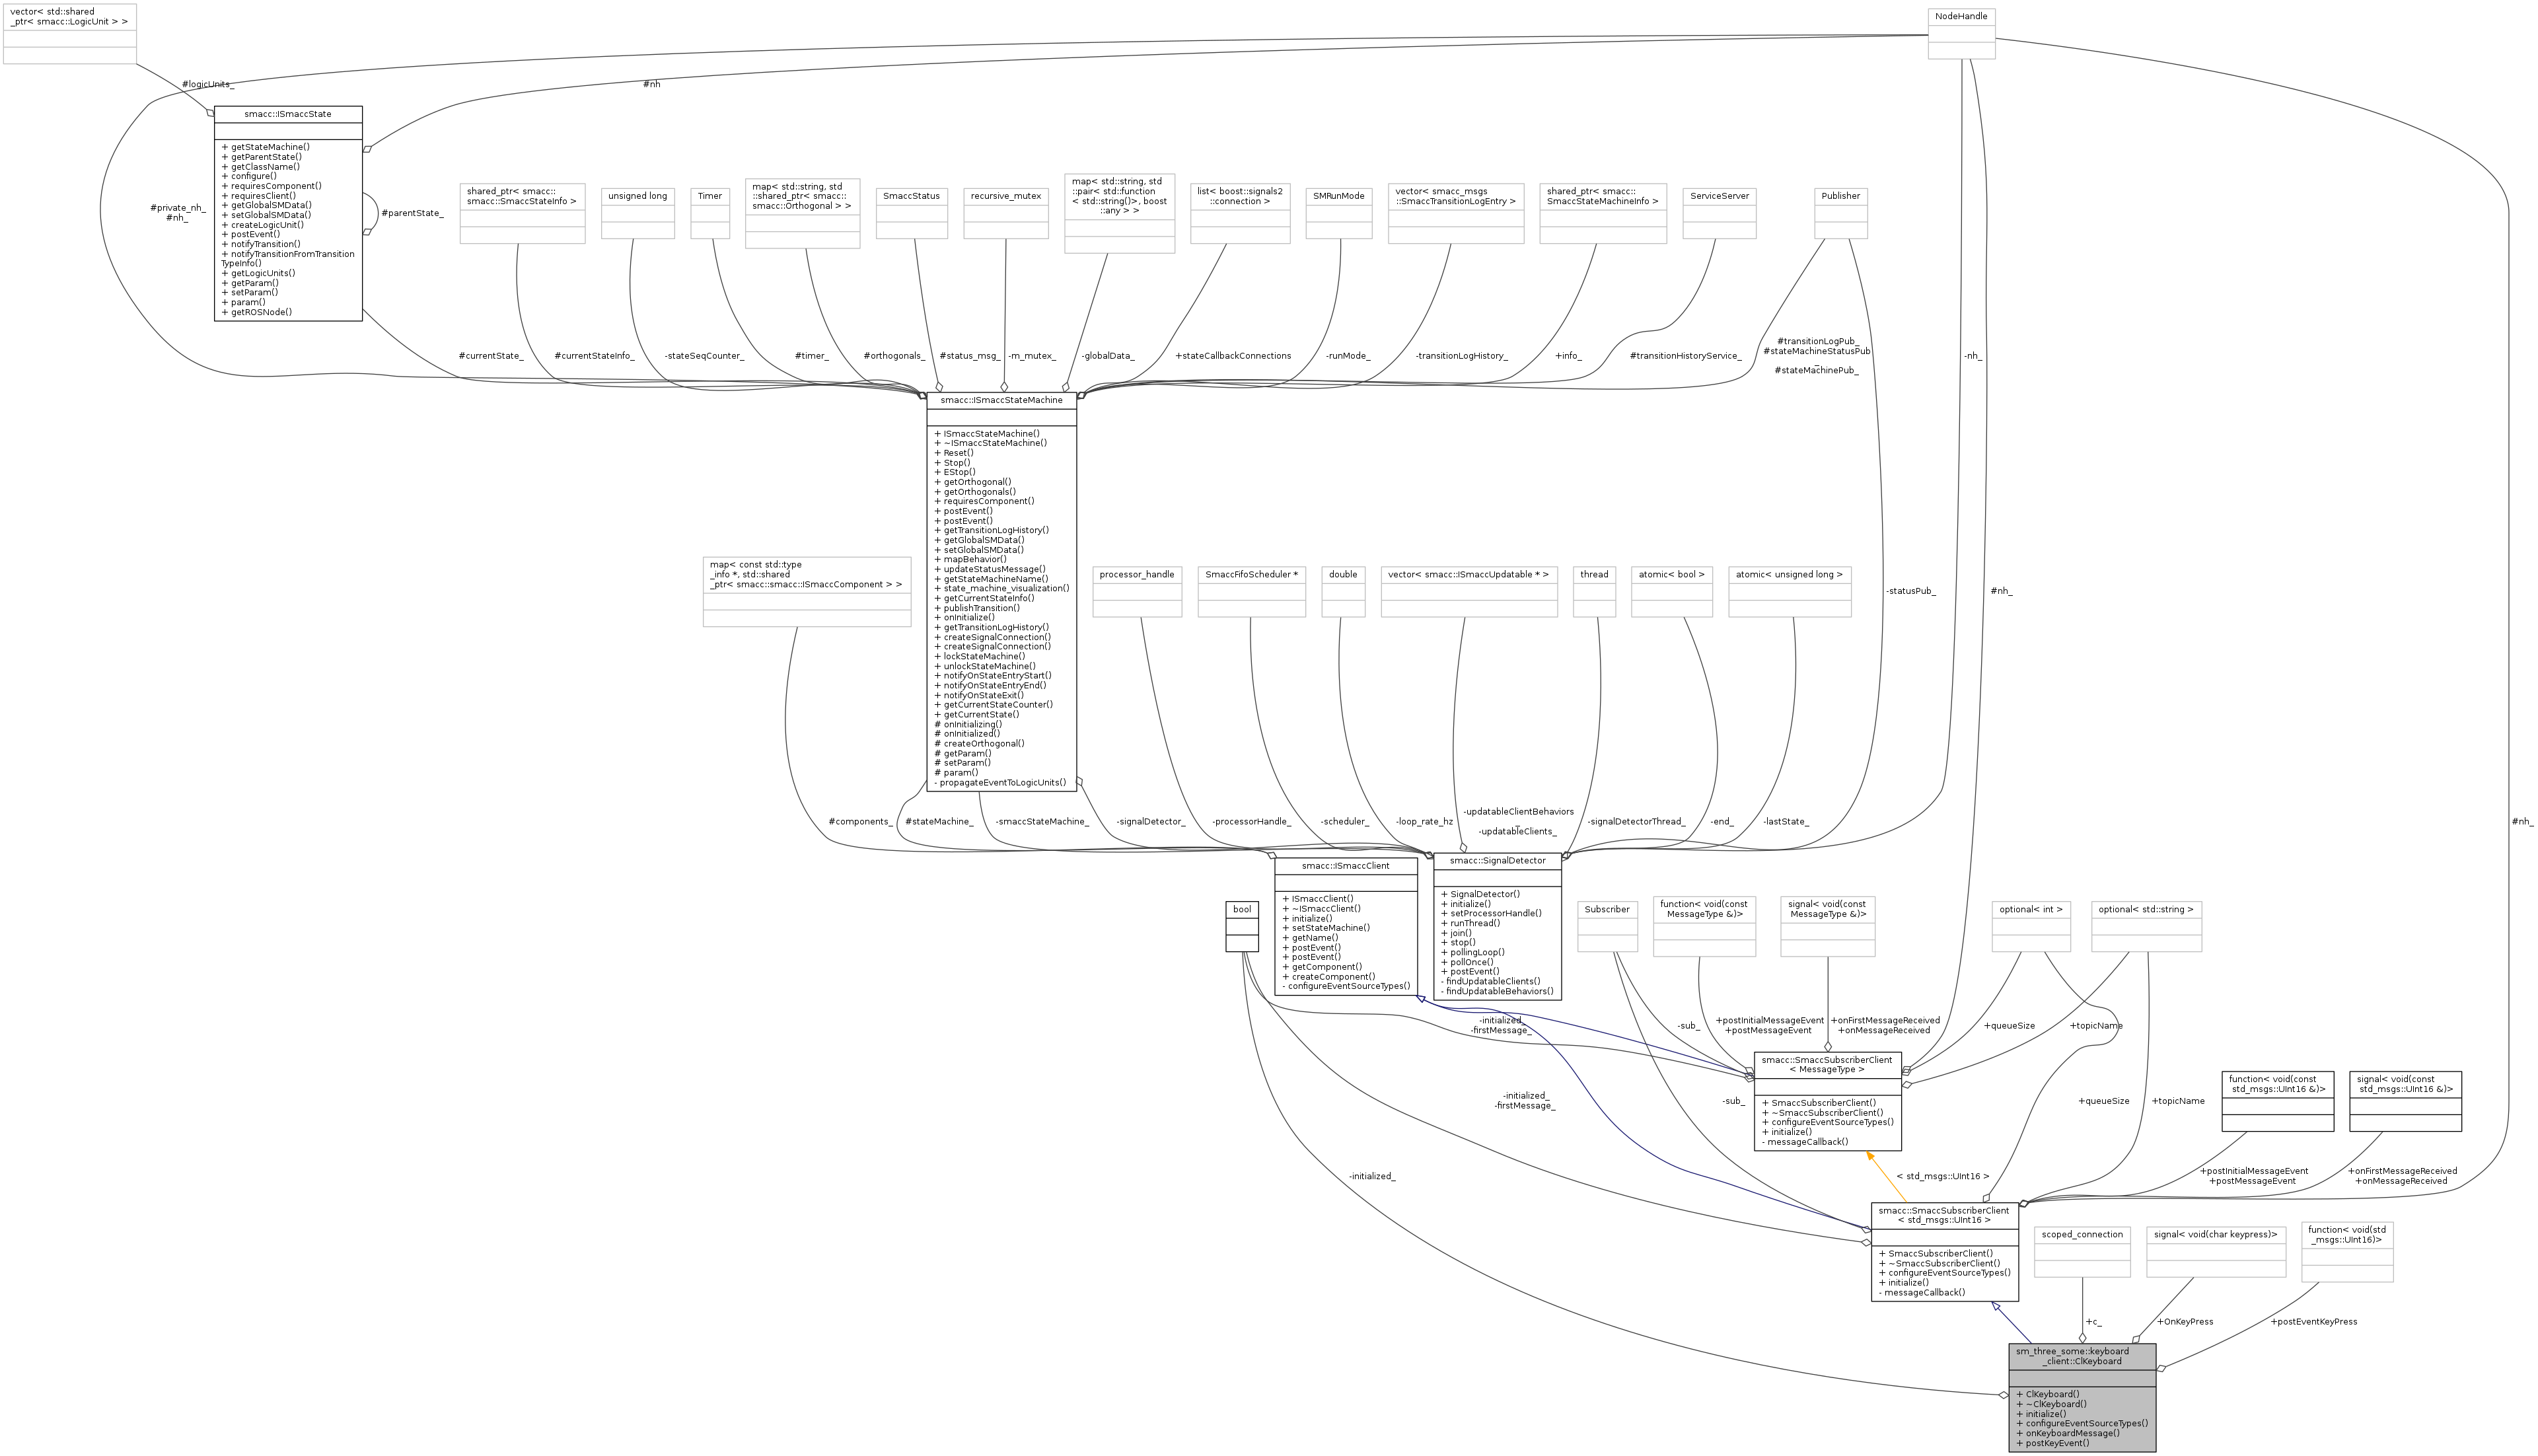 vector< std::shared
_ptr< smacc::LogicUnit > >
NodeHandle
#logicUnits_
#nh
smacc::ISmaccState
+ getStateMachine()
+ getParentState()
+ getClassName()
+ configure()
+ requiresComponent()
+ requiresClient()
+ getGlobalSMData()
+ setGlobalSMData()
+ createLogicUnit()
+ postEvent()
+ notifyTransition()
+ notifyTransitionFromTransition
TypeInfo()
+ getLogicUnits()
+ getParam()
+ setParam()
+ param()
+ getROSNode()
#private_nh_
#nh_
#parentState_
shared_ptr< smacc::
smacc::SmaccStateInfo >
unsigned long
Timer
map< std::string, std
::shared_ptr< smacc::
smacc::Orthogonal > >
SmaccStatus
recursive_mutex
map< std::string, std
::pair< std::function
< std::string()>, boost
::any > >
list< boost::signals2
::connection >
SMRunMode
vector< smacc_msgs
::SmaccTransitionLogEntry >
shared_ptr< smacc::
SmaccStateMachineInfo >
ServiceServer
Publisher
#currentState_
#currentStateInfo_
-stateSeqCounter_
#timer_
#orthogonals_
#status_msg_
-m_mutex_
-globalData_
+stateCallbackConnections
-runMode_
-transitionLogHistory_
+info_
#transitionHistoryService_
#transitionLogPub_
#stateMachineStatusPub
_
#stateMachinePub_
-nh_
smacc::ISmaccStateMachine
+ ISmaccStateMachine()
+ ~ISmaccStateMachine()
+ Reset()
+ Stop()
+ EStop()
+ getOrthogonal()
+ getOrthogonals()
+ requiresComponent()
+ postEvent()
+ postEvent()
+ getTransitionLogHistory()
+ getGlobalSMData()
+ setGlobalSMData()
+ mapBehavior()
+ updateStatusMessage()
+ getStateMachineName()
+ state_machine_visualization()
+ getCurrentStateInfo()
+ publishTransition()
+ onInitialize()
+ getTransitionLogHistory()
+ createSignalConnection()
+ createSignalConnection()
+ lockStateMachine()
+ unlockStateMachine()
+ notifyOnStateEntryStart()
+ notifyOnStateEntryEnd()
+ notifyOnStateExit()
+ getCurrentStateCounter()
+ getCurrentState()
# onInitializing()
# onInitialized()
# createOrthogonal()
# getParam()
# setParam()
# param()
- propagateEventToLogicUnits()
map< const std::type
_info *, std::shared
_ptr< smacc::smacc::ISmaccComponent > >
processor_handle
SmaccFifoScheduler *
double
vector< smacc::ISmaccUpdatable * >
thread
atomic< bool >
atomic< unsigned long >
-statusPub_
#nh_
#components_
#stateMachine_
-smaccStateMachine_
-signalDetector_
-processorHandle_
-scheduler_
-loop_rate_hz
-updatableClientBehaviors
_
-updatableClients_
-signalDetectorThread_
-end_
-lastState_
#nh_
smacc::ISmaccClient
+ ISmaccClient()
+ ~ISmaccClient()
+ initialize()
+ setStateMachine()
+ getName()
+ postEvent()
+ postEvent()
+ getComponent()
+ createComponent()
- configureEventSourceTypes()
smacc::SignalDetector
+ SignalDetector()
+ initialize()
+ setProcessorHandle()
+ runThread()
+ join()
+ stop()
+ pollingLoop()
+ pollOnce()
+ postEvent()
- findUpdatableClients()
- findUpdatableBehaviors()
bool
Subscriber
function< void(const
MessageType &)>
signal< void(const
MessageType &)>
optional< int >
optional< std::string >
-initialized_
-firstMessage_
-sub_
+postInitialMessageEvent
+postMessageEvent
+onFirstMessageReceived
+onMessageReceived
+queueSize
+topicName
smacc::SmaccSubscriberClient
< MessageType >
+ SmaccSubscriberClient()
+ ~SmaccSubscriberClient()
+ configureEventSourceTypes()
+ initialize()
- messageCallback()
function< void(const
std_msgs::UInt16 &)>
signal< void(const
std_msgs::UInt16 &)>
-initialized_
-firstMessage_
-sub_
+queueSize
+topicName
-initialized_
< std_msgs::UInt16 >
+postInitialMessageEvent
+postMessageEvent
+onFirstMessageReceived
+onMessageReceived
smacc::SmaccSubscriberClient
< std_msgs::UInt16 >
+ SmaccSubscriberClient()
+ ~SmaccSubscriberClient()
+ configureEventSourceTypes()
+ initialize()
- messageCallback()
scoped_connection
signal< void(char keypress)>
function< void(std
_msgs::UInt16)>
+c_
+OnKeyPress
+postEventKeyPress
sm_three_some::keyboard
_client::ClKeyboard
+ ClKeyboard()
+ ~ClKeyboard()
+ initialize()
+ configureEventSourceTypes()
+ onKeyboardMessage()
+ postKeyEvent()